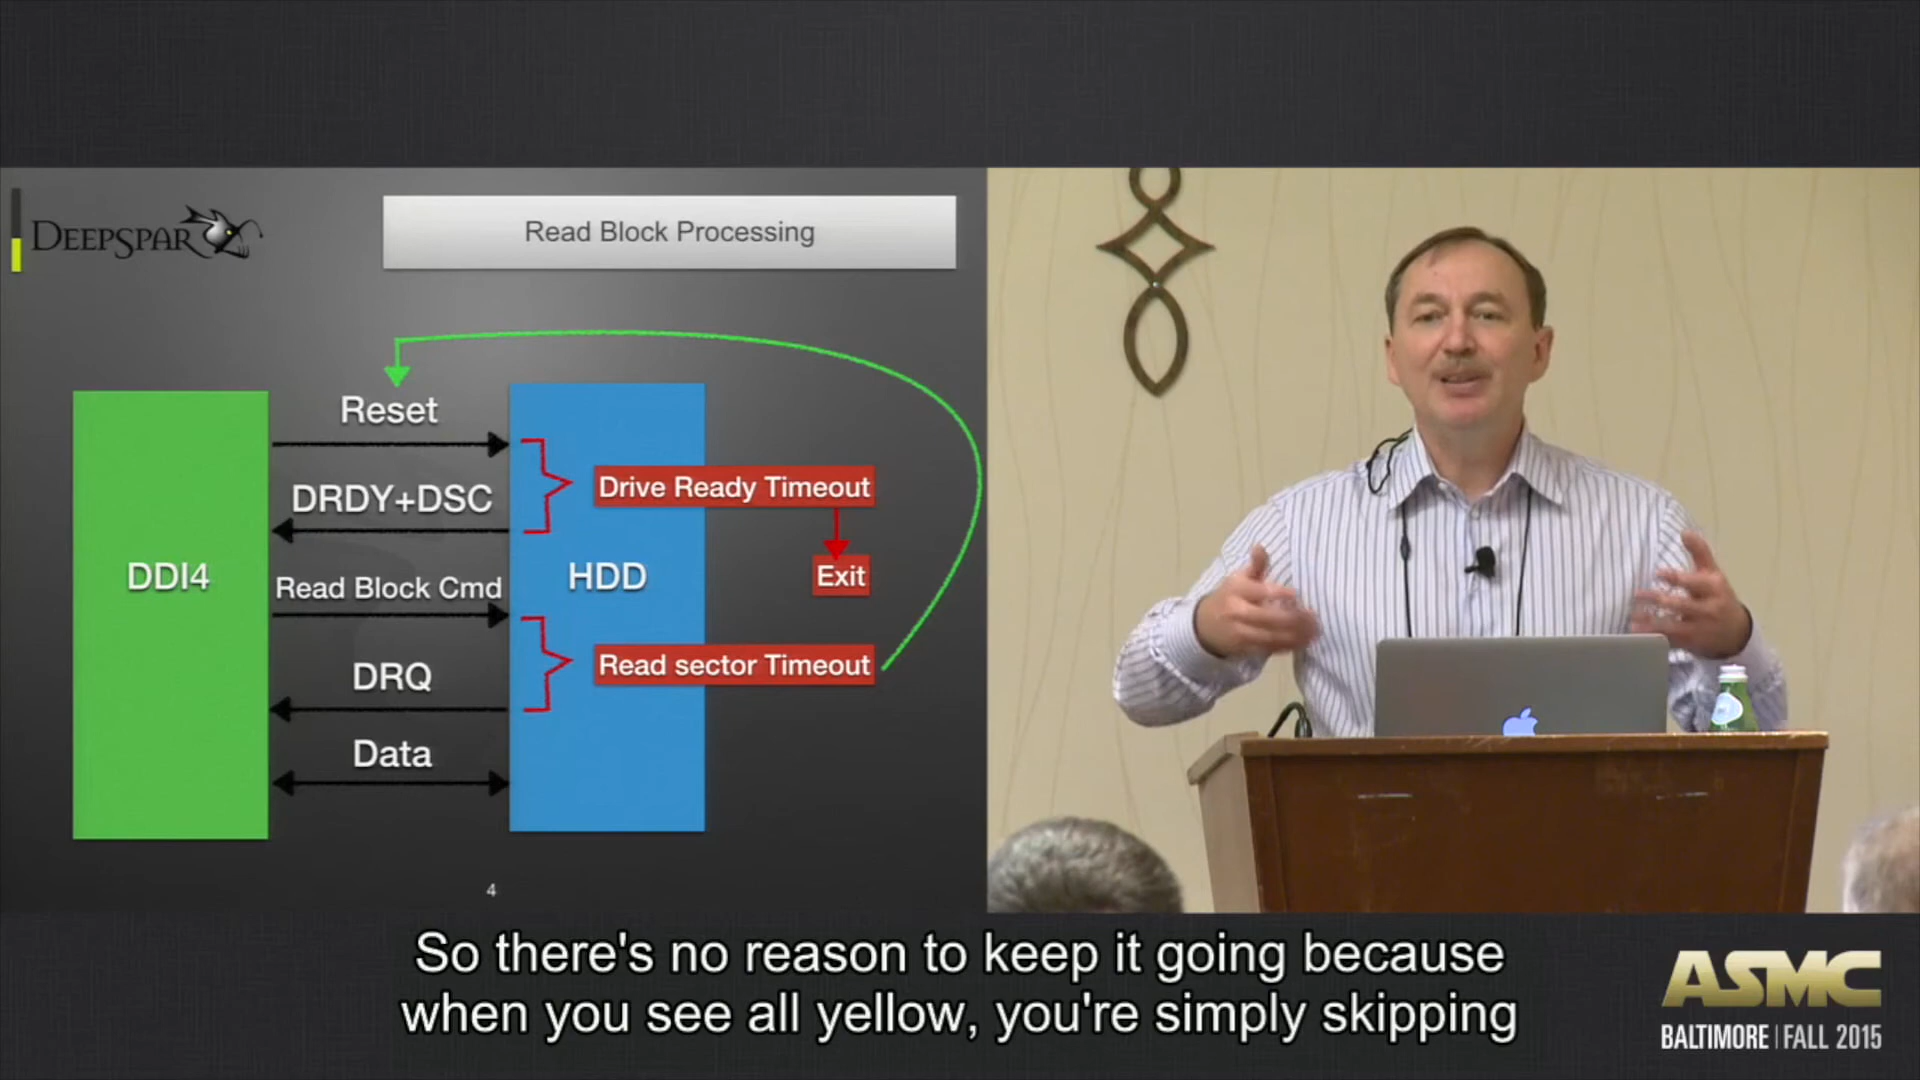 DEEPSPAR
Read Block Processing
Reset
DRDY+DSC
Read Block Cmd
DRQ
Data
DDI4
HDD
Drive Ready Timeout
Exit
Read sector Timeout
4
So there's no reason to keep it going because
when you see all yellow, you're simply skipping
ASMC
BALTIMORE | FALL 2015